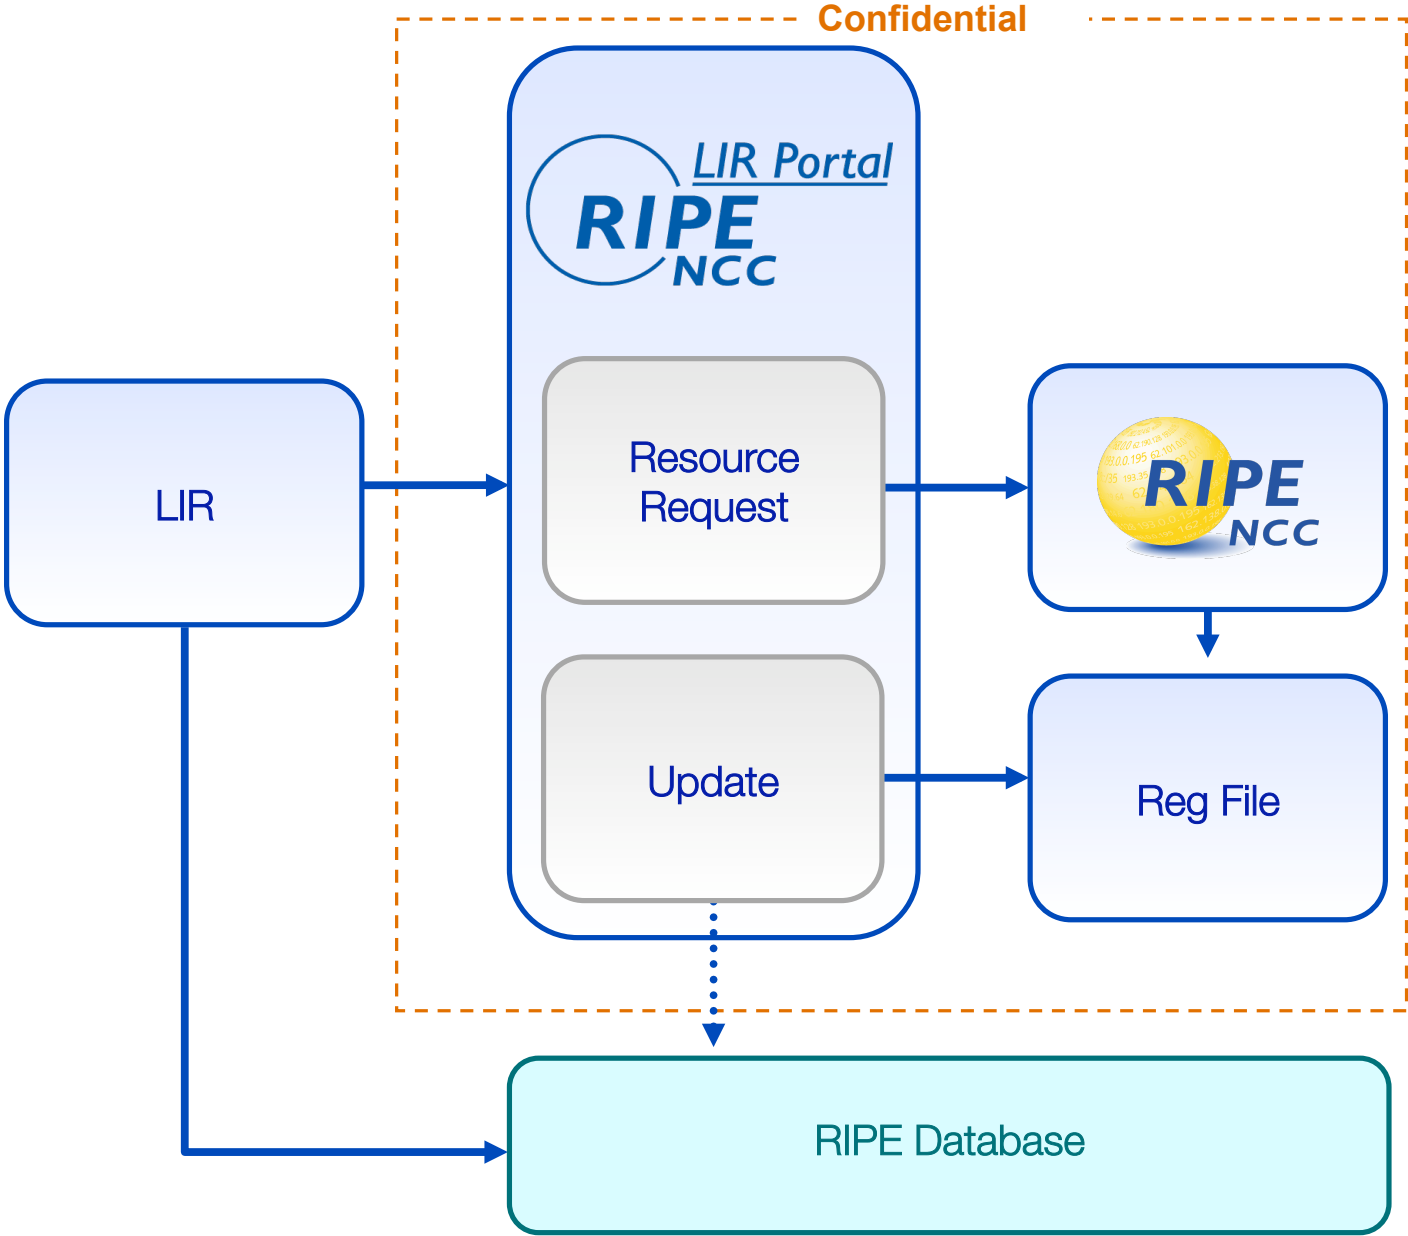 Confidential
LIR Portal
RIPE
NCC
LIR
Resource
Request
RIPE
NCC
Update
Reg File
RIPE Database